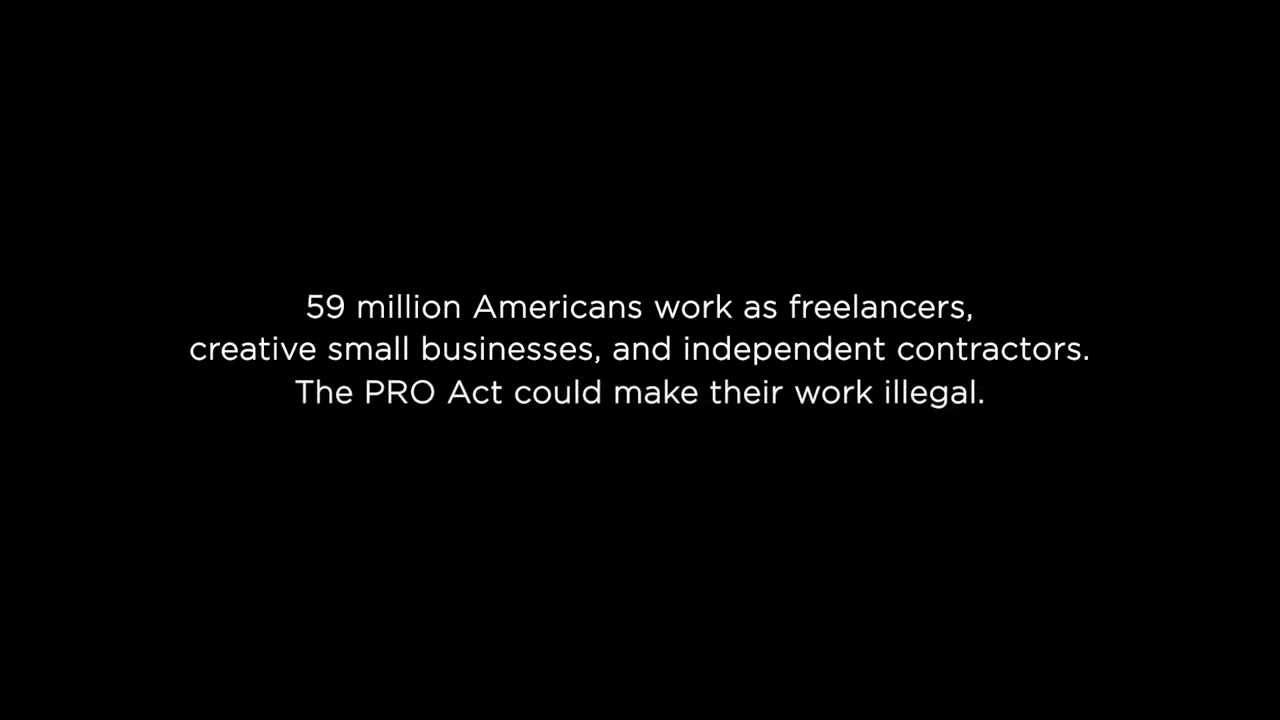 59 million Americans work as freelancers,
creative small businesses, and independent contractors.
The PRO Act could make their work illegal.